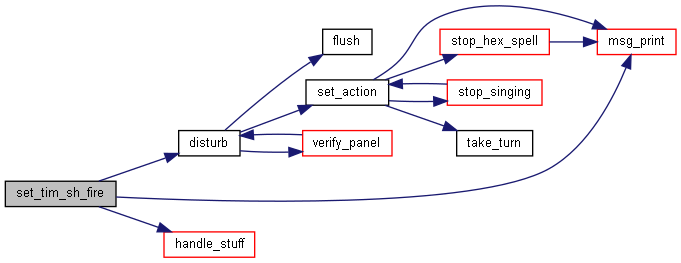 flush
stop_hex_spell
msg_print
set_action
stop_singing
disturb
verify_panel
take_turn
set_tim_sh_fire
handle_stuff